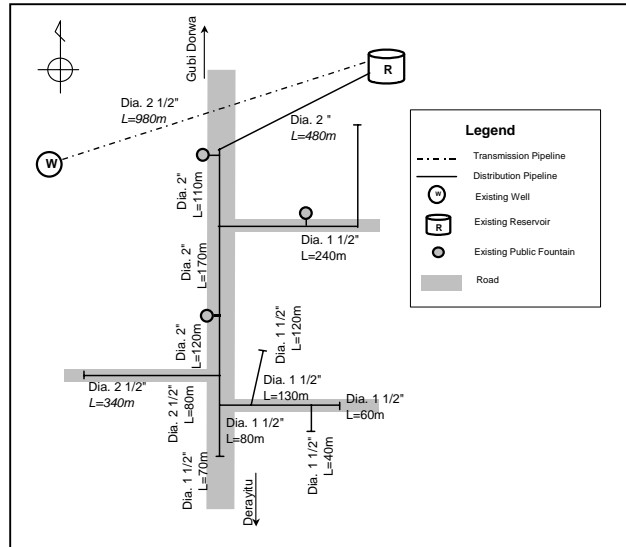 Gubi Dorwa
R
Dia. 2 1/2"
L=980m
Dia. 2 "
L=480m
W
Dia. 2"
L=110m
Dia. 1 1/2"
L=240m
Dia. 2"
L=170m
Dia. 2"
L=120m
Dia. 1 1/2"
L=120m
Dia. 2 1/2"
L=340m
Dia. 2 1/2"
L=80m
Dia. 1 1/2"
L=130m
Dia. 1 1/2"
L=60m
Dia. 1 1/2"
L=80m
Dia. 1 1/2"
L=70m
Dia. 1 1/2"
L=40m
Derayitu
Legend
Transmission Pipeline
Distribution Pipeline
W
Existing Well
R
Existing Reservoir
Existing Public Fountain
Road